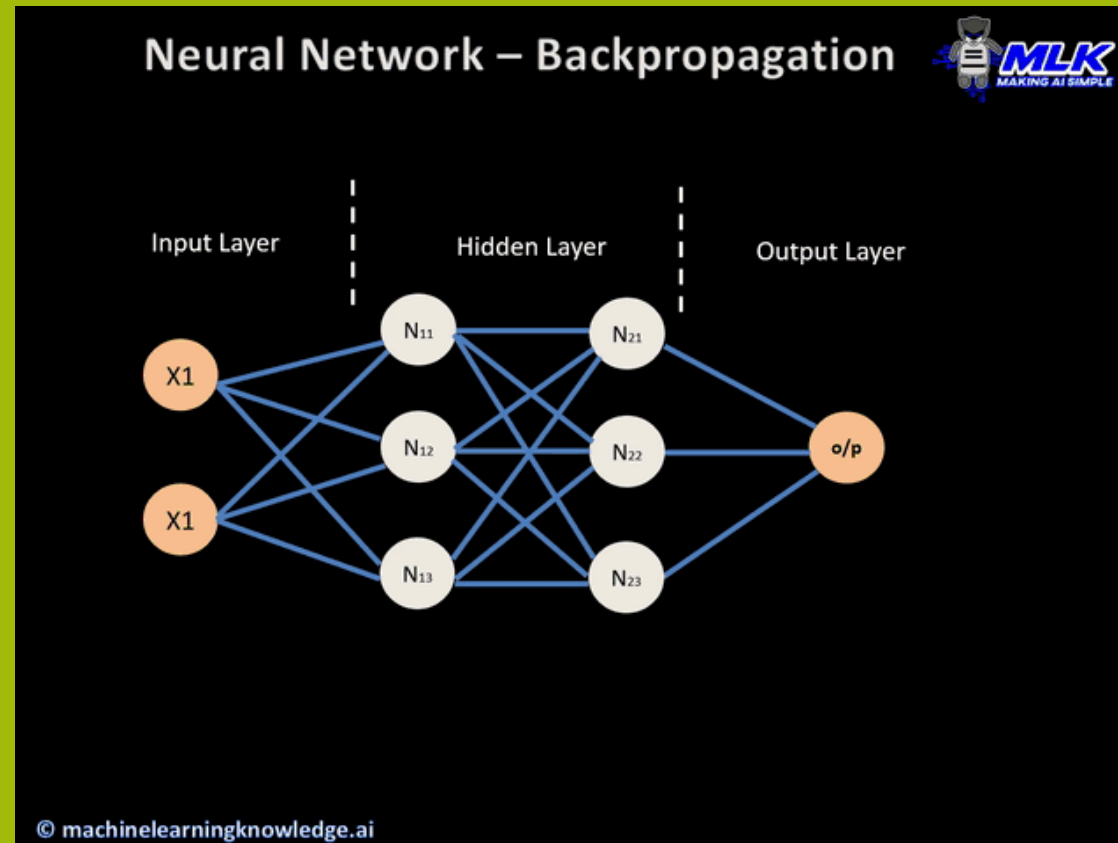 Neural Network – Backpropagation
MLK
MAKING AI SIMPLE
Input Layer
Hidden Layer
Output Layer
N₁₁
N₂₁
X1
N₁₂
N₂₂
o/p
X1
N₁₃
N₂₃
© machinelearningknowledge.ai